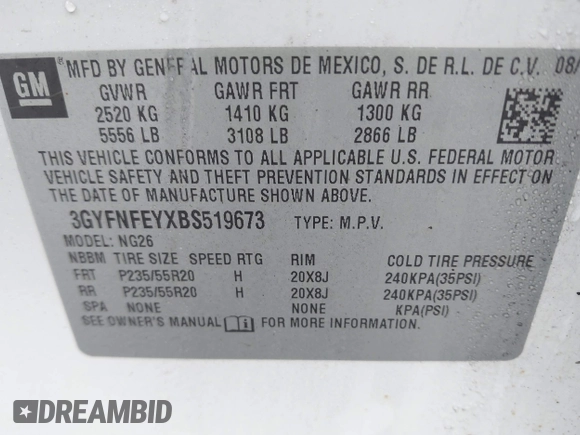 GM
MFD BY GENERAL MOTORS DE MEXICO, S. DE R.L. DE C.V. 08/
GVWR GAWR FRT GAWR RR
2520 KG 1410 KG 1300 KG
5556 LB 3108 LB 2866 LB
THIS VEHICLE CONFORMS TO ALL APPLICABLE U.S. FEDERAL MOTOR
VEHICLE SAFETY AND THEFT PREVENTION STANDARDS IN EFFECT ON
THE DATE OF MANUFACTURE SHOWN ABOVE.
3GYFNFEYXBS519673 TYPE: M.P.V.
MODEL: NG26
NBBM TIRE SIZE SPEED RTG RIM COLD TIRE PRESSURE
FRT P235/55R20 H 20X8J 240KPA(35PSI)
RR P235/55R20 H 20X8J 240KPA(35PSI)
SPA NONE NONE KPA(PSI)
SEE OWNER'S MANUAL FOR MORE INFORMATION
DREAMBID
DREAMBID